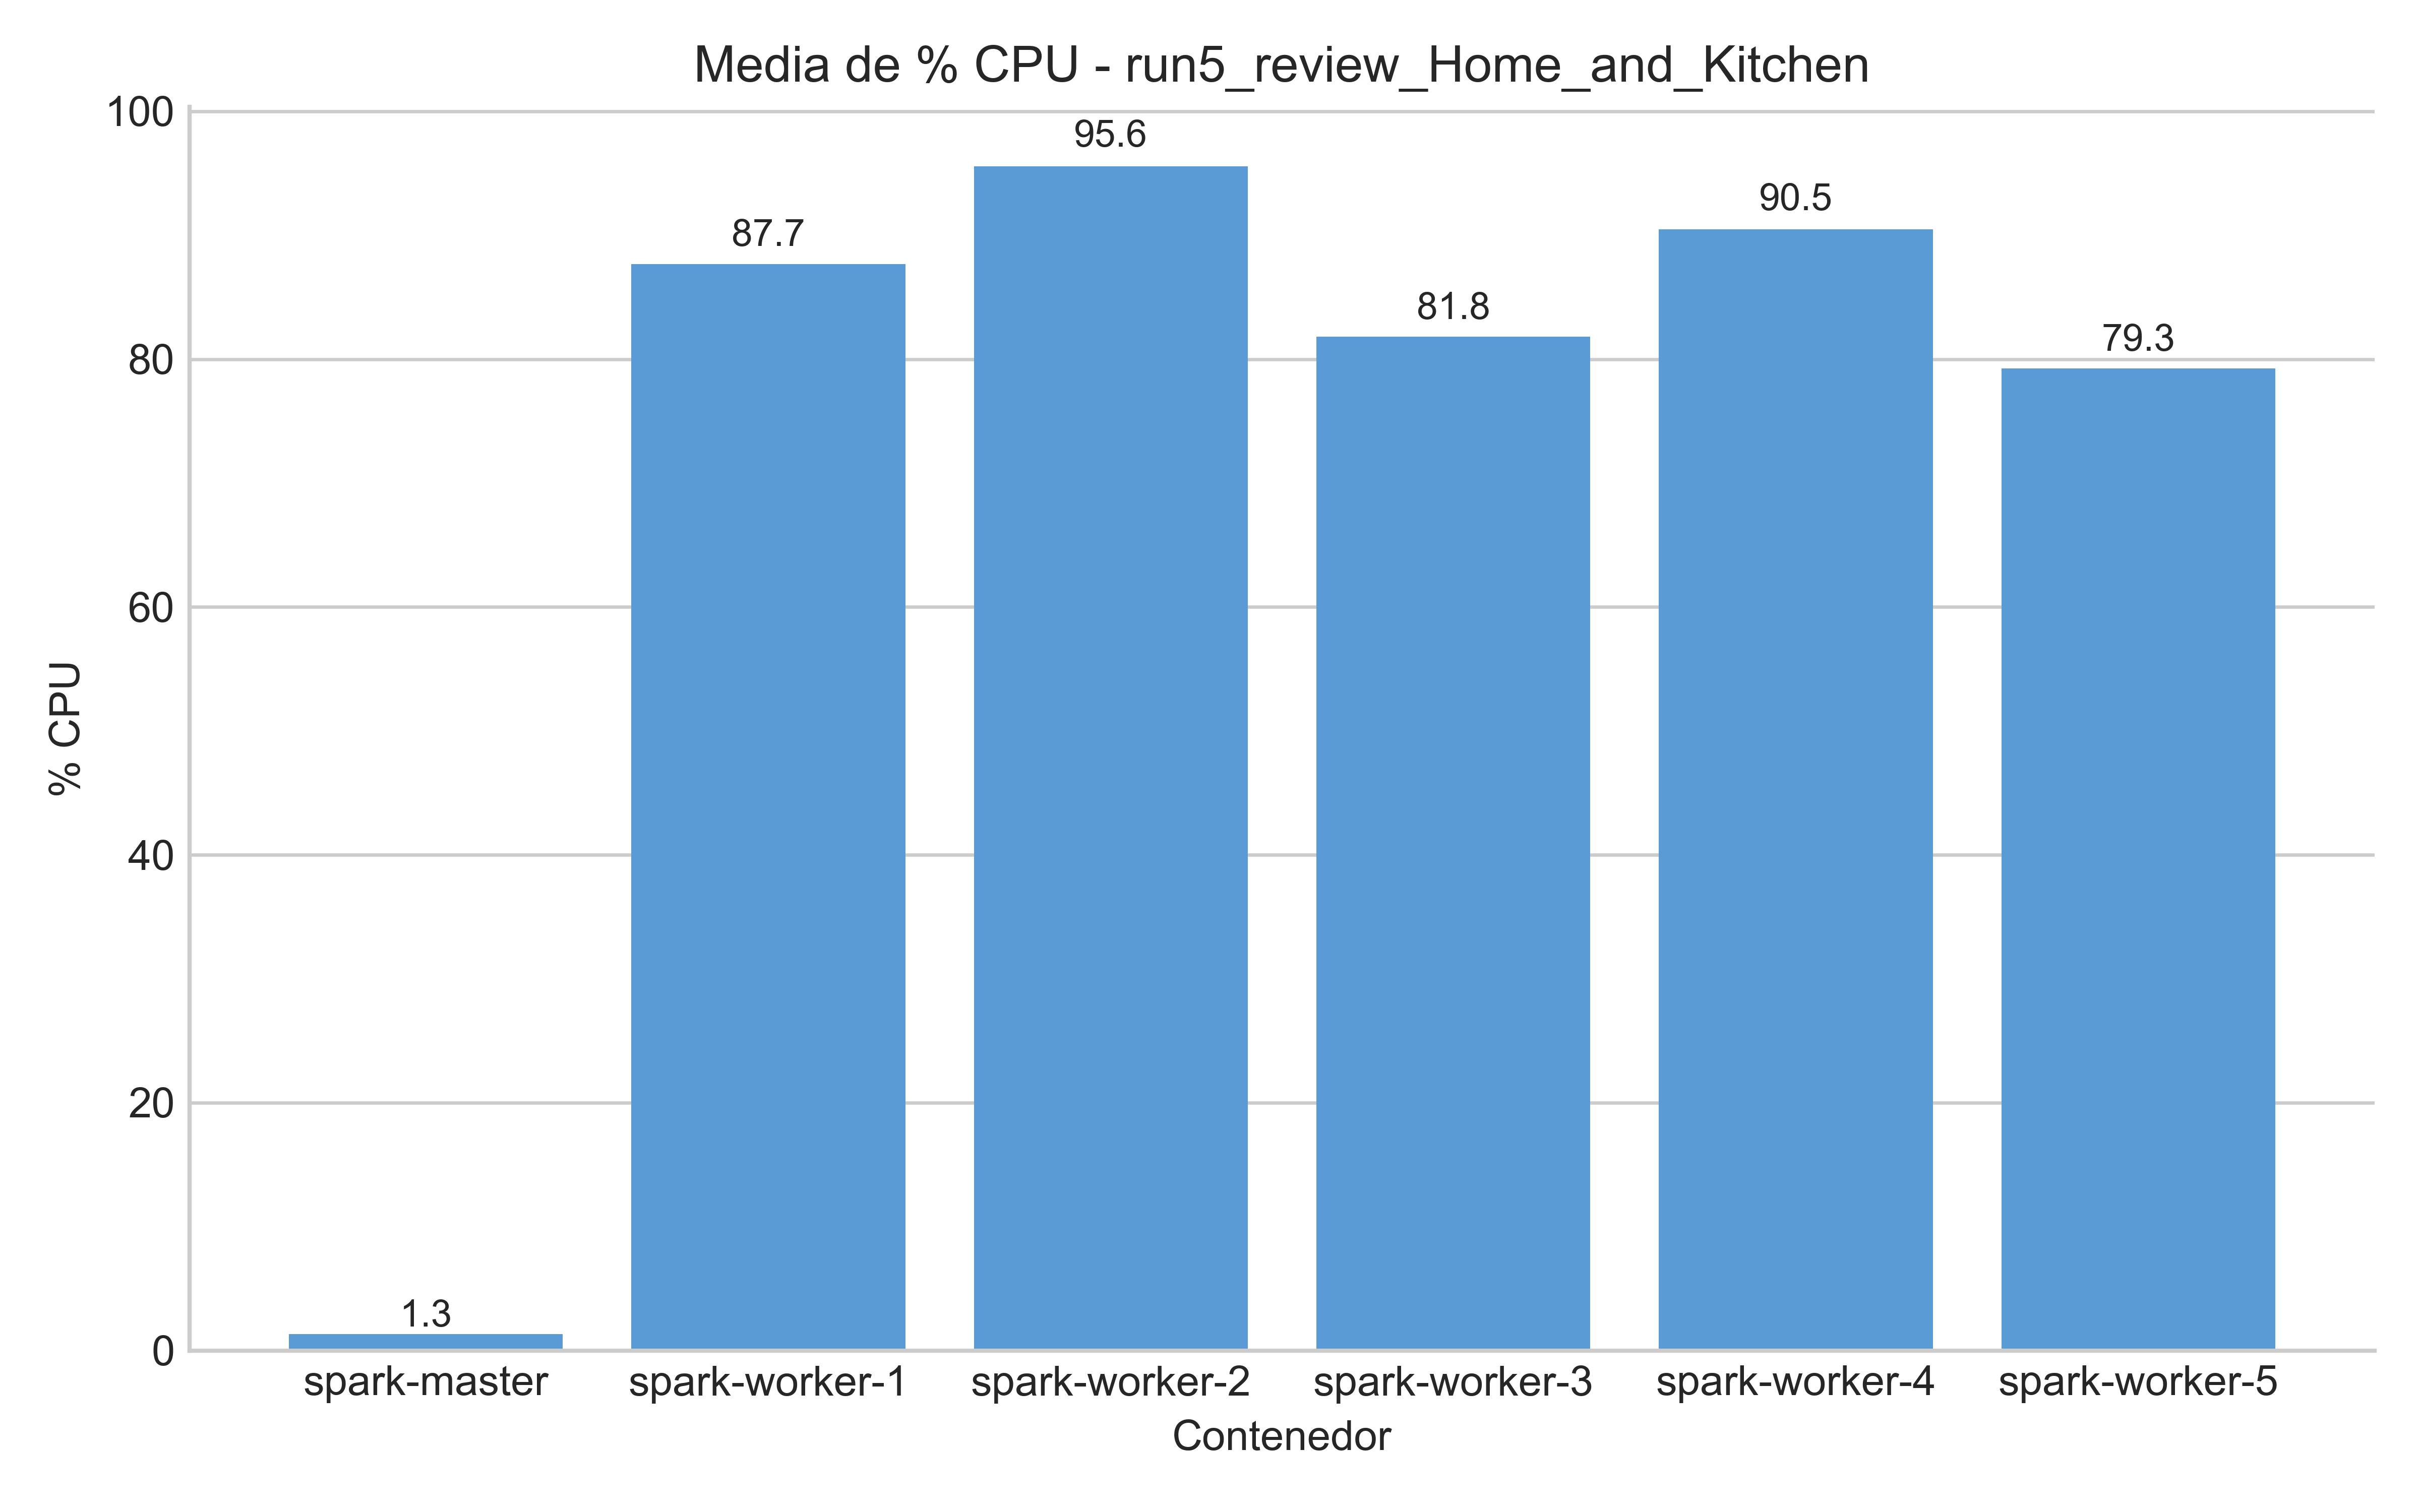 Media de % CPU - run5_review_Home_and_Kitchen
100
80
60
40
20
0
% CPU
1.3
87.7
95.6
81.8
90.5
79.3
spark-master
spark-worker-1
spark-worker-2
spark-worker-3
spark-worker-4
spark-worker-5
Contenedor